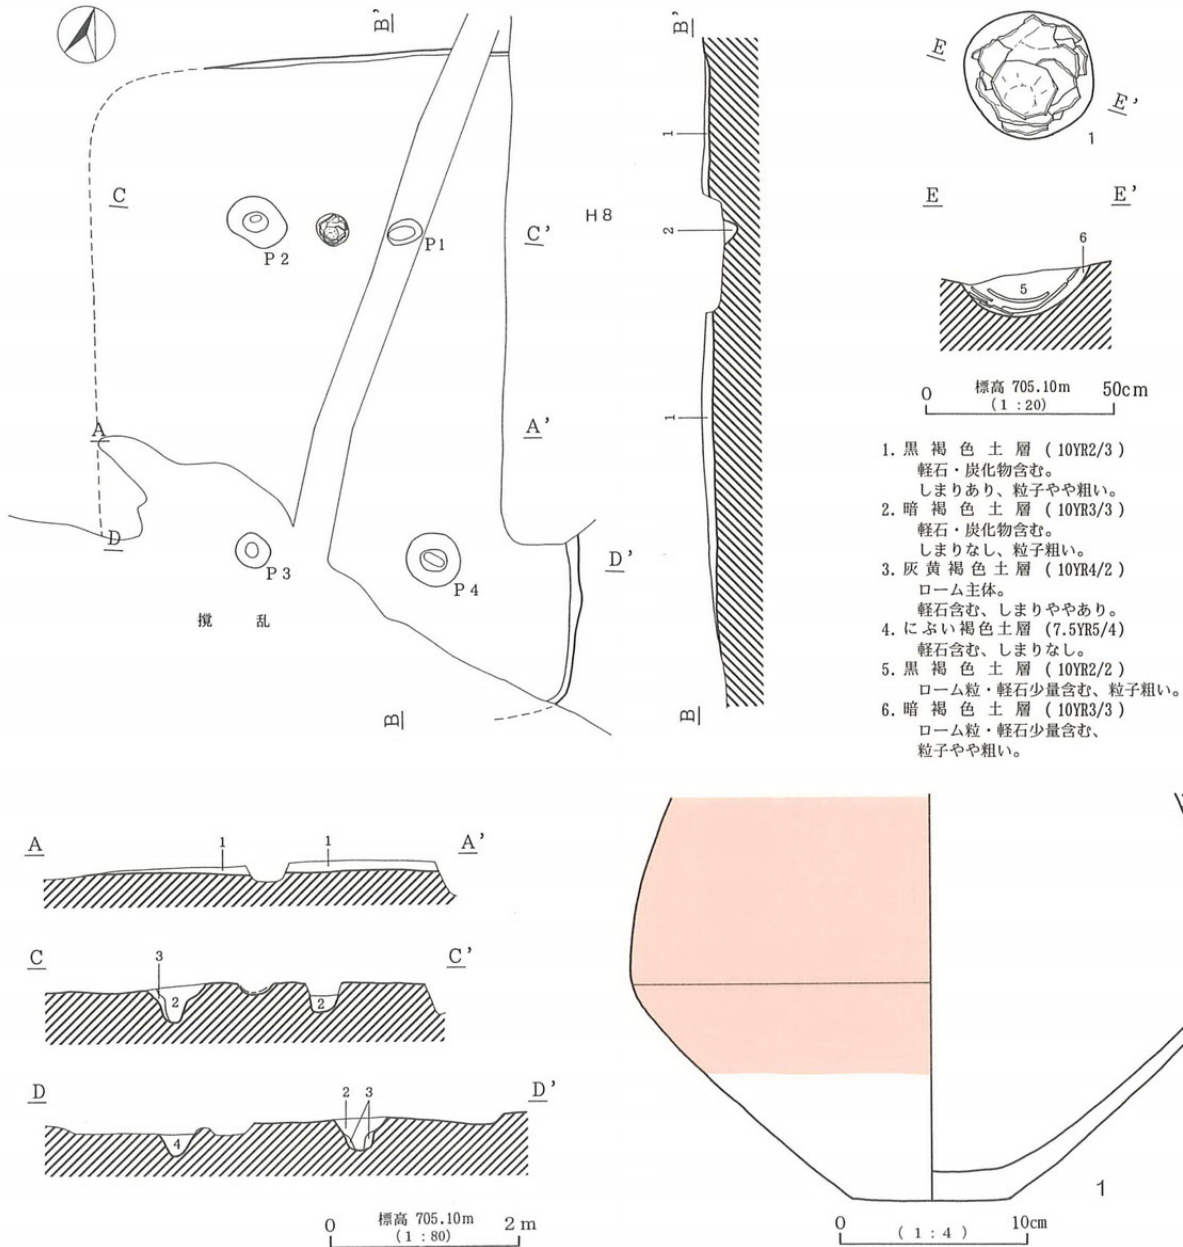 B'
C
C'
P2
P1
H8
A
A'
D
D'
P3
P4
撹乱
B
B'
1
2
1
B
E
E'
1
E
E'
6
5
0 標高 705.10m 50cm
(1:20)
1. 黒褐色土層 (10YR2/3)
軽石・炭化物含む。
しまりあり、粒子やや粗い。
2. 暗褐色土層 (10YR3/3)
軽石・炭化物含む。
しまりなし、粒子粗い。
3. 灰黄褐色土層 (10YR4/2)
ローム主体。
軽石含む、しまりややあり。
4. にぶい褐色土層 (7.5YR5/4)
軽石含む、しまりなし。
5. 黒褐色土層 (10YR2/2)
ローム粒・軽石少量含む、粒子粗い。
6. 暗褐色土層 (10YR3/3)
ローム粒・軽石少量含む、
粒子やや粗い。
A 1 1 A'
C C'
3
2 2
D 2 3 D'
4
0 標高 705.10m 2m
(1:80)
1
0 (1:4) 10cm